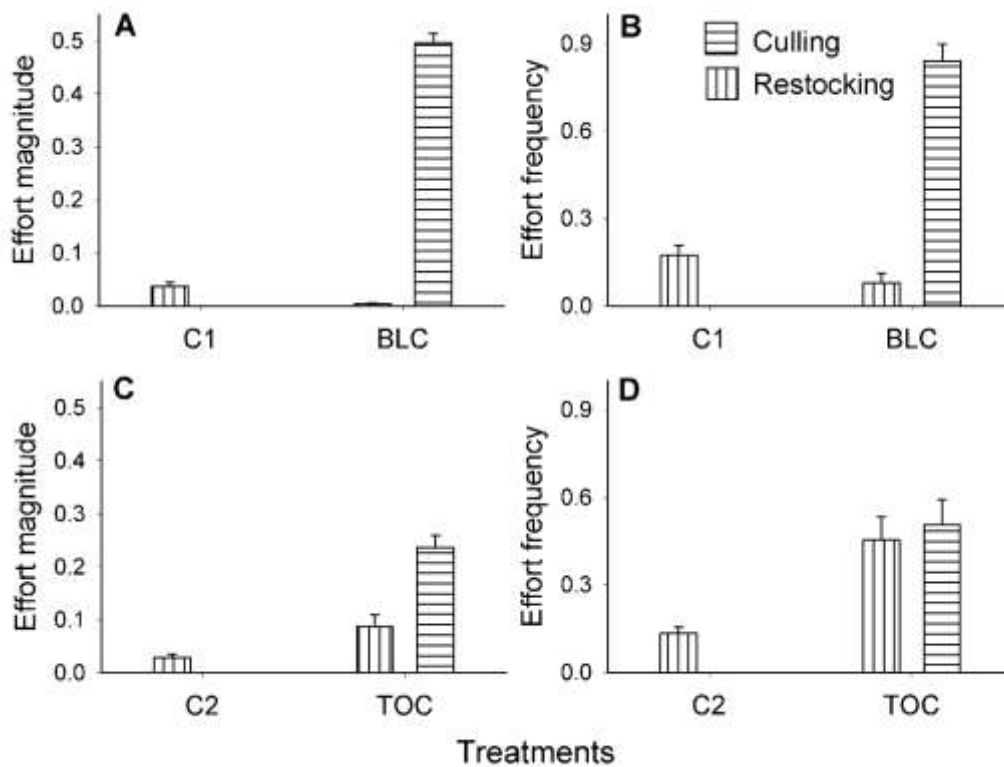 A
Effort magnitude
0.5
0.4
0.3
0.2
0.1
0.0
C1 BLC
B
Effort frequency
0.9
0.6
0.3
0.0
Culling
Restocking
C1 BLC
C
Effort magnitude
0.5
0.4
0.3
0.2
0.1
0.0
C2 TOC
D
Effort frequency
0.9
0.6
0.3
0.0
C2 TOC
Treatments